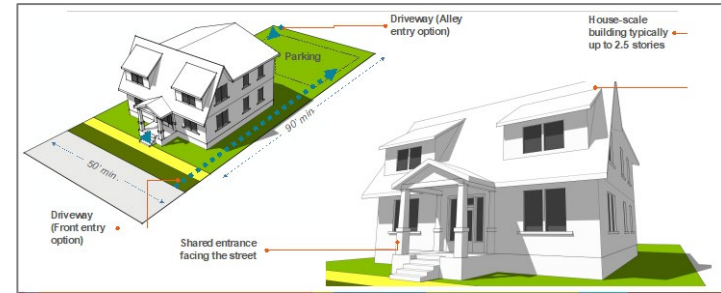 Driveway (Alley
entry option)
House-scale
building typically
up to 2.5 stories
Parking
90' min.
50' min.
Driveway
(Front entry
option)
Shared entrance
facing the street